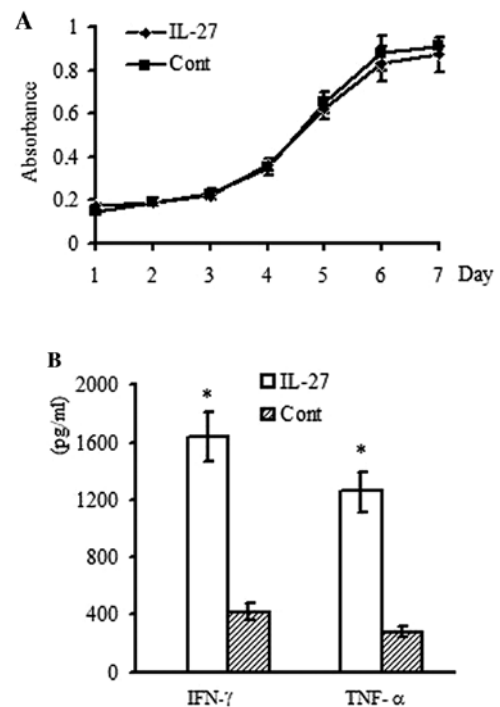 A
IL-27
Cont
Absorbance
1
0.8
0.6
0.4
0.2
0
1 2 3 4 5 6 7 Day
B
IL-27
Cont
(pg/ml)
2000
1600
1200
800
400
0
*
*
IFN-γ TNF-α